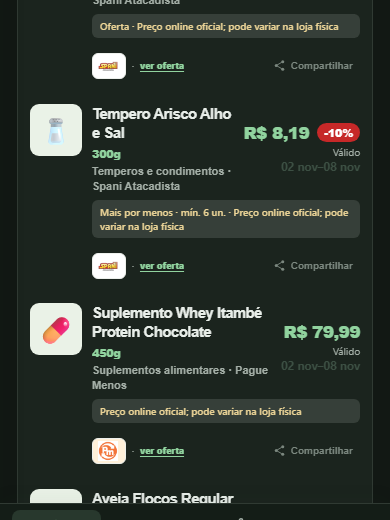 Spani Atacadista
Oferta · Preço online oficial; pode variar na loja física
SPANI
· ver oferta
Compartilhar
Tempero Arisco Alho
e Sal
R$ 8,19 -10%
300g
Válido
02 nov–08 nov
Temperos e condimentos ·
Spani Atacadista
Mais por menos · mín. 6 un. · Preço online oficial; pode
variar na loja física
SPANI
· ver oferta
Compartilhar
Suplemento Whey Itambé
Protein Chocolate
R$ 79,99
450g
Válido
02 nov–08 nov
Suplementos alimentares · Pague
Menos
Preço online oficial; pode variar na loja física
· ver oferta
Compartilhar
Aveia Flocos Regular